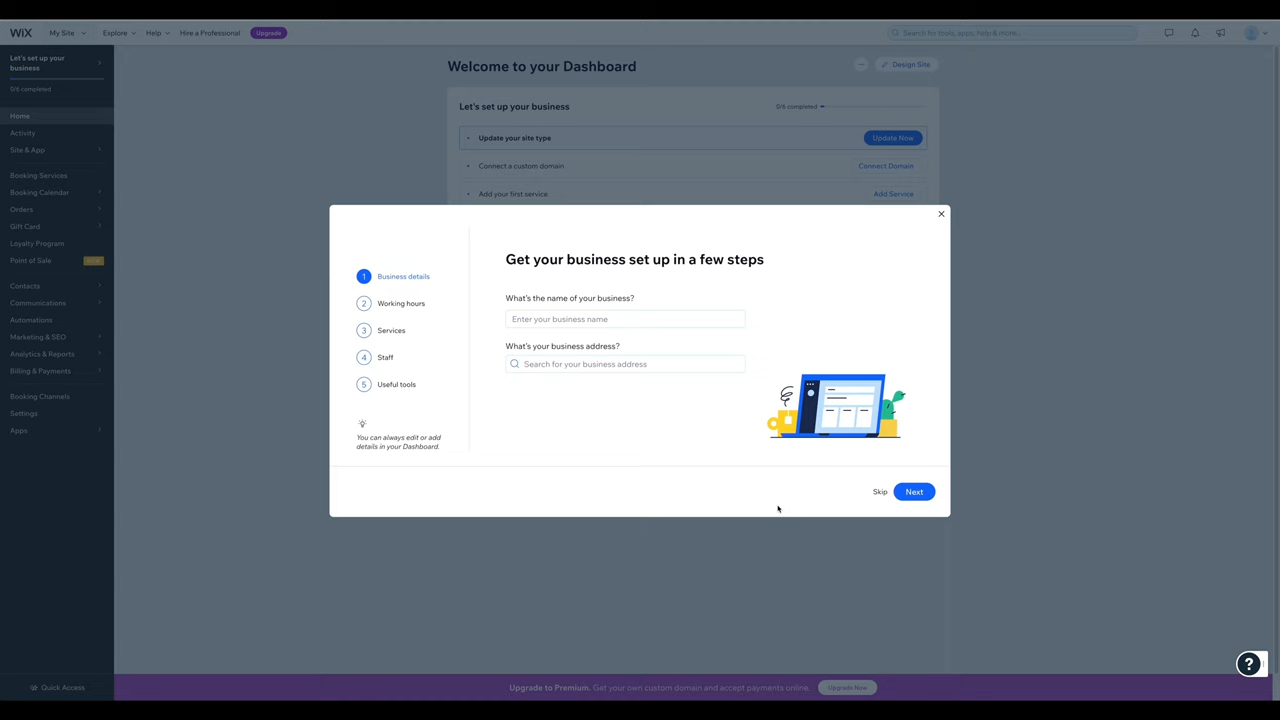 WiX
My Site
Explore
Help
Hire a Professional
Upgrade
Search for tools, apps, help & more...
Let's set up your
business
0/6 completed
Home
Activity
Site & App
Booking Services
Booking Calendar
Orders
Gift Card
Loyalty Program
Point of Sale
Contacts
Communications
Automations
Marketing & SEO
Analytics & Reports
Billing & Payments
Booking Channels
Settings
Apps
Quick Access
Welcome to your Dashboard
Design Site
Let's set up your business
0/6 completed
Update your site type
Update Now
Connect a custom domain
Connect Domain
Add your first service
Add Service
1 Business details
2 Working hours
3 Services
4 Staff
5 Useful tools
You can always edit or add
details in your Dashboard.
Get your business set up in a few steps
What's the name of your business?
Enter your business name
What's your business address?
Search for your business address
Skip
Next
?
Upgrade to Premium. Get your own custom domain and accept payments online.
Upgrade Now